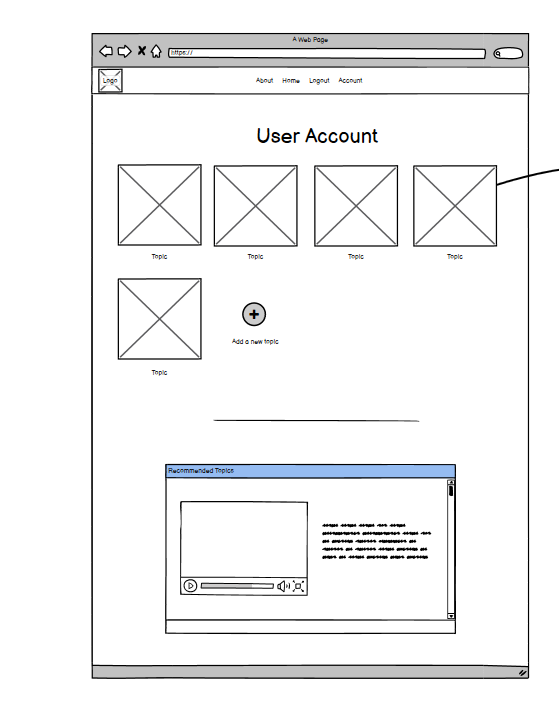 A Web Page
https://
Logo
About Home Logout Account
User Account
Topic Topic Topic Topic
Topic
Add a new topic
Recommended Topics